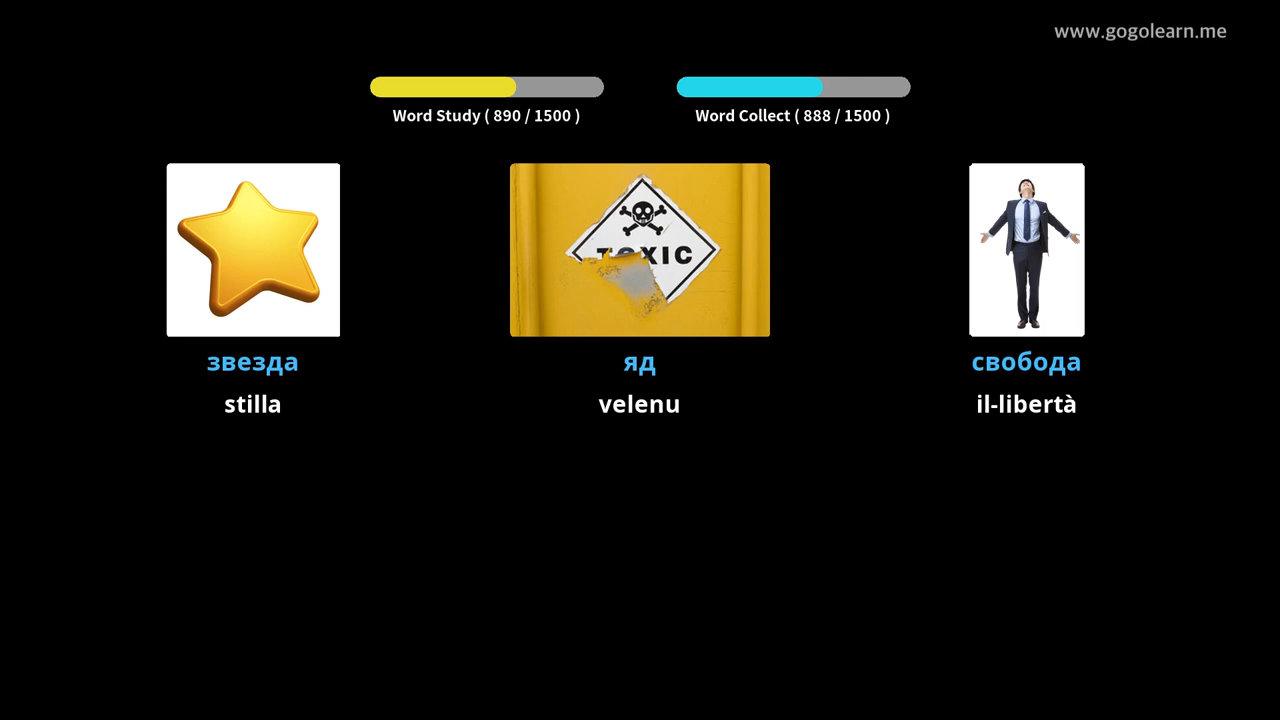 www.gogolearn.me
Word Study ( 890 / 1500 )
Word Collect ( 888 / 1500 )
TOXIC
звезда
яд
свобода
stilla
velenu
il-libertà